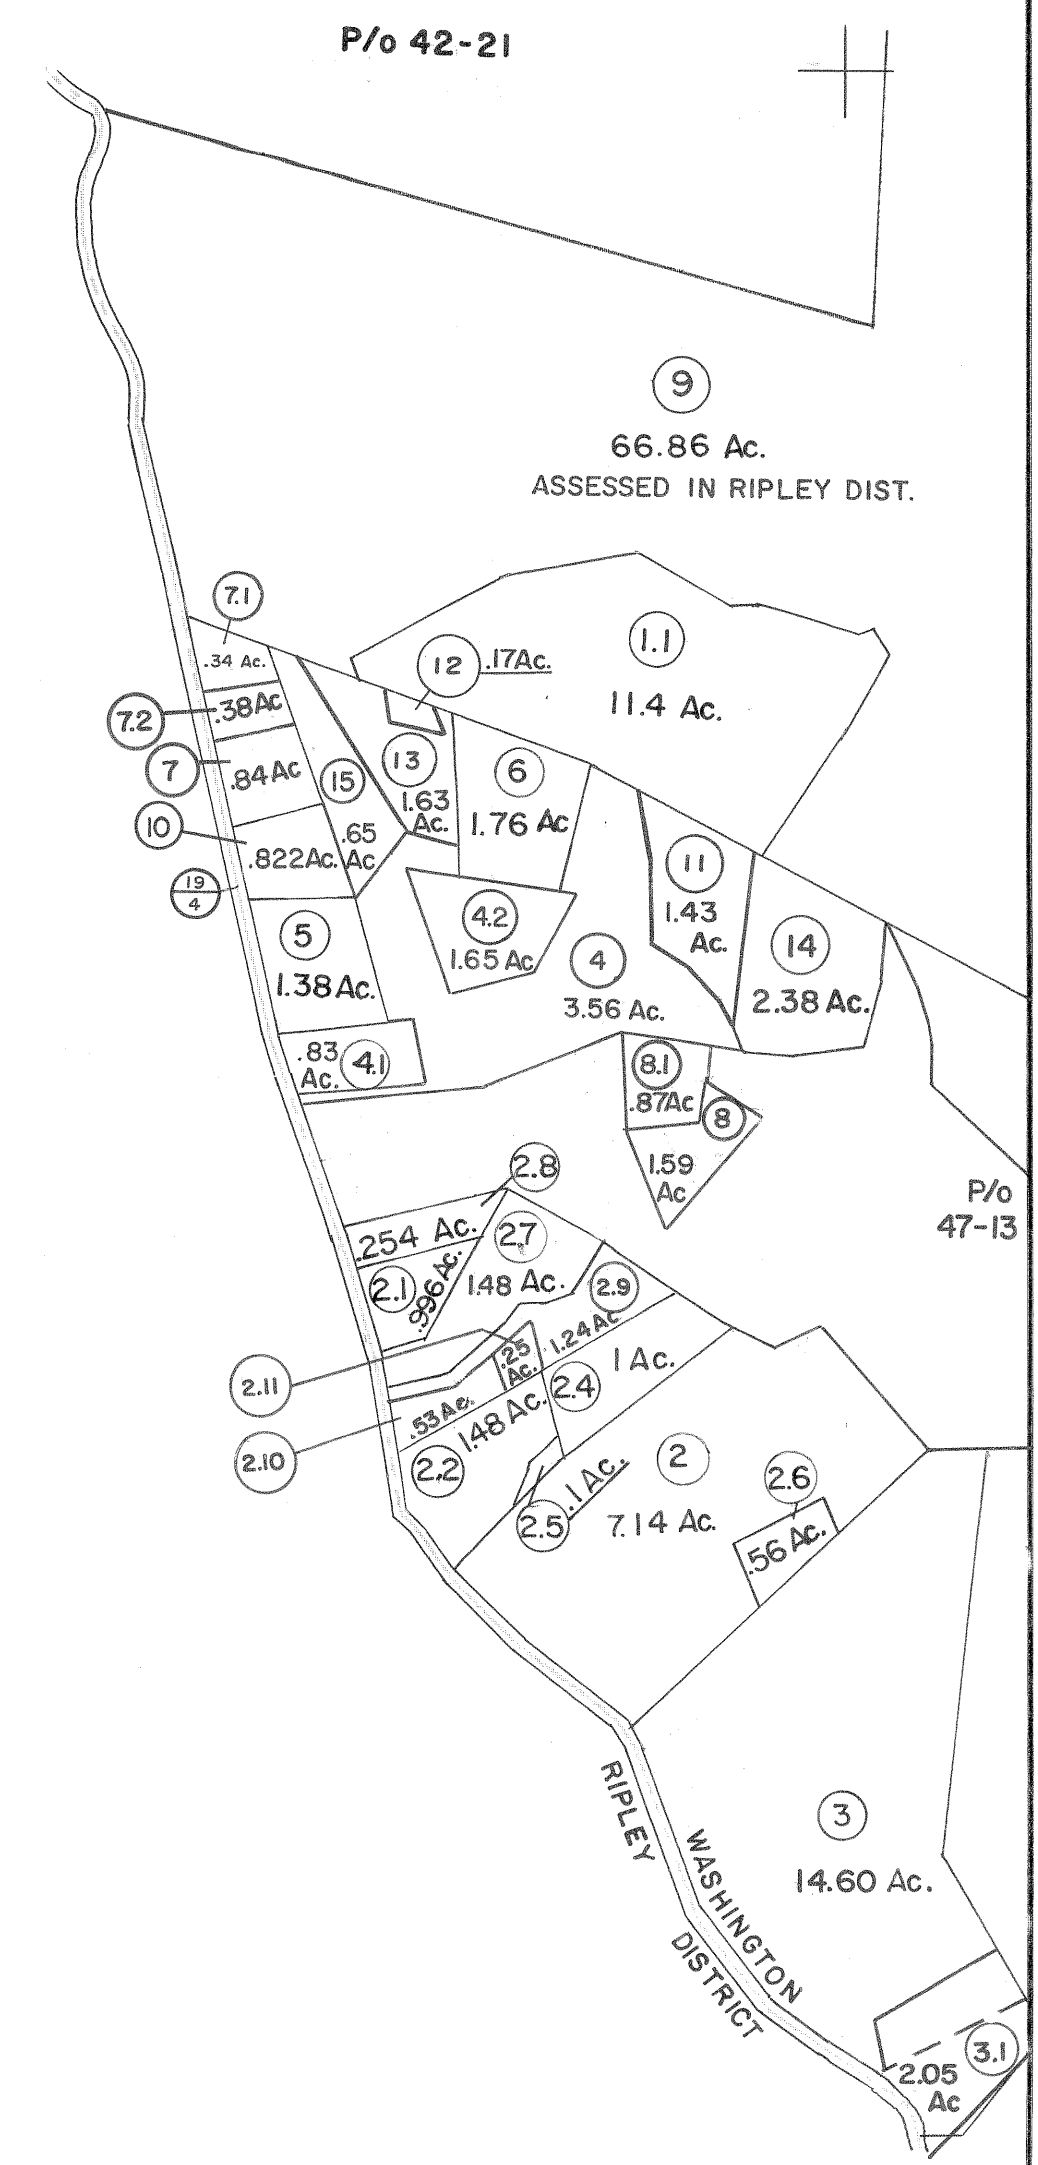 P/o 42-21
9
66.86 Ac.
ASSESSED IN RIPLEY DIST.
7.1
.34 Ac.
1.1
11.4 Ac.
12
.17Ac.
7.2
.38Ac
7
.84Ac
15
.65
Ac
13
1.63
Ac.
6
1.76 Ac
10
.822Ac.
19
4
11
1.43
Ac.
5
1.38 Ac.
4.2
1.65 Ac
4
3.56 Ac.
14
2.38 Ac.
.83
Ac.
4.1
8.1
.87Ac
8
1.59
Ac
2.8
.254 Ac.
P/o
47-13
2.7
1.48 Ac.
2.1
.996 Ac.
2.9
1.24 Ac
.25
Ac.
2.11
1 Ac.
2.4
.53 Ac.
1.48 Ac.
2.10
2.2
2
7.14 Ac.
2.6
.56 Ac.
2.5
.1 Ac.
RIPLEY
WASHINGTON
DISTRICT
3
14.60 Ac.
3.1
2.05
Ac